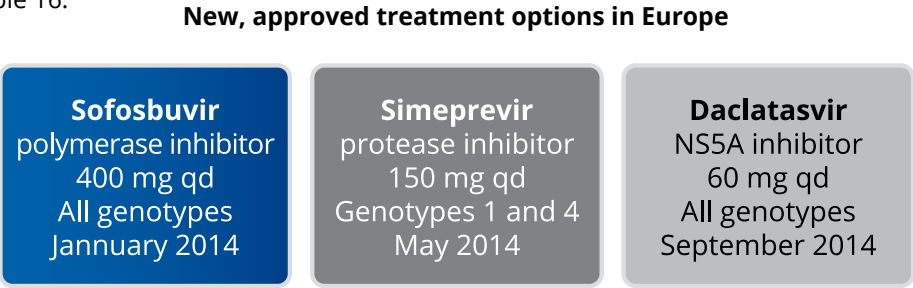 ble 16.
New, approved treatment options in Europe
Sofosbuvir
polymerase inhibitor
400 mg qd
All genotypes
Jannuary 2014
Simeprevir
protease inhibitor
150 mg qd
Genotypes 1 and 4
May 2014
Daclatasvir
NS5A inhibitor
60 mg qd
All genotypes
September 2014